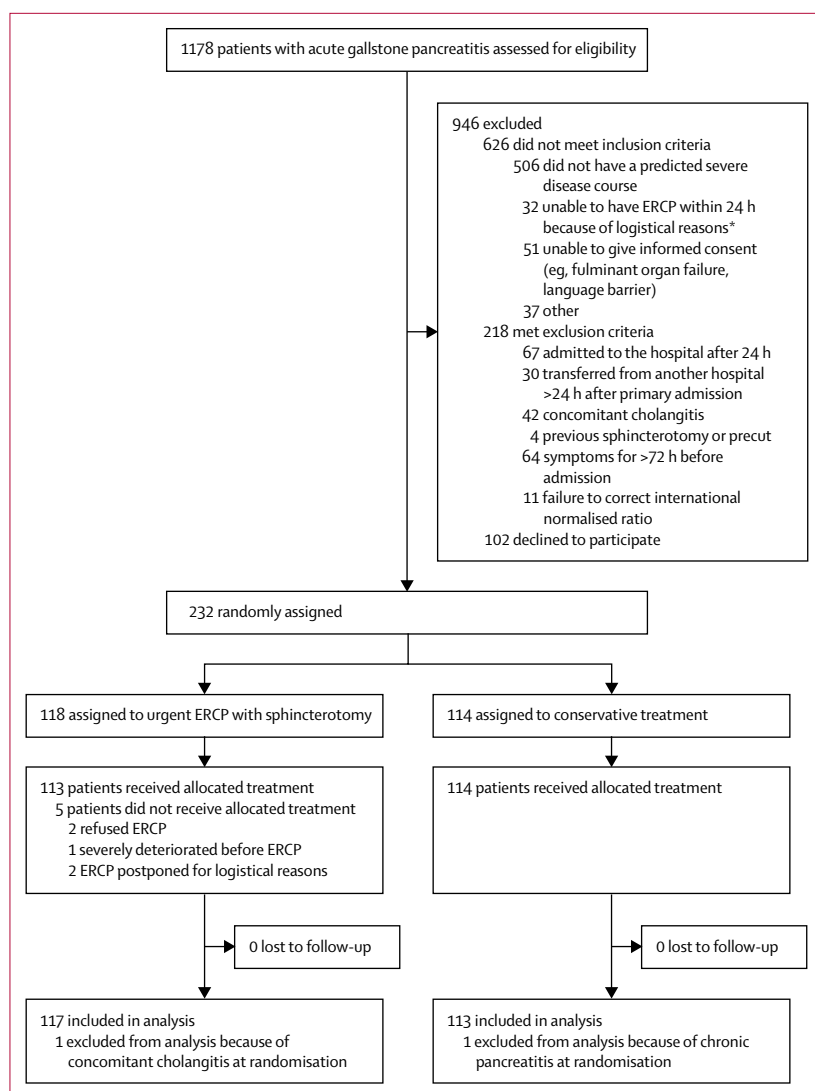 1178 patients with acute gallstone pancreatitis assessed for eligibility
946 excluded
626 did not meet inclusion criteria
506 did not have a predicted severe
disease course
32 unable to have ERCP within 24 h
because of logistical reasons*
51 unable to give informed consent
(eg, fulminant organ failure,
language barrier)
37 other
218 met exclusion criteria
67 admitted to the hospital after 24 h
30 transferred from another hospital
>24 h after primary admission
42 concomitant cholangitis
4 previous sphincterotomy or precut
64 symptoms for >72 h before
admission
11 failure to correct international
normalised ratio
102 declined to participate
232 randomly assigned
118 assigned to urgent ERCP with sphincterotomy
114 assigned to conservative treatment
113 patients received allocated treatment
5 patients did not receive allocated treatment
2 refused ERCP
1 severely deteriorated before ERCP
2 ERCP postponed for logistical reasons
114 patients received allocated treatment
0 lost to follow-up
0 lost to follow-up
117 included in analysis
1 excluded from analysis because of
concomitant cholangitis at randomisation
113 included in analysis
1 excluded from analysis because of chronic
pancreatitis at randomisation